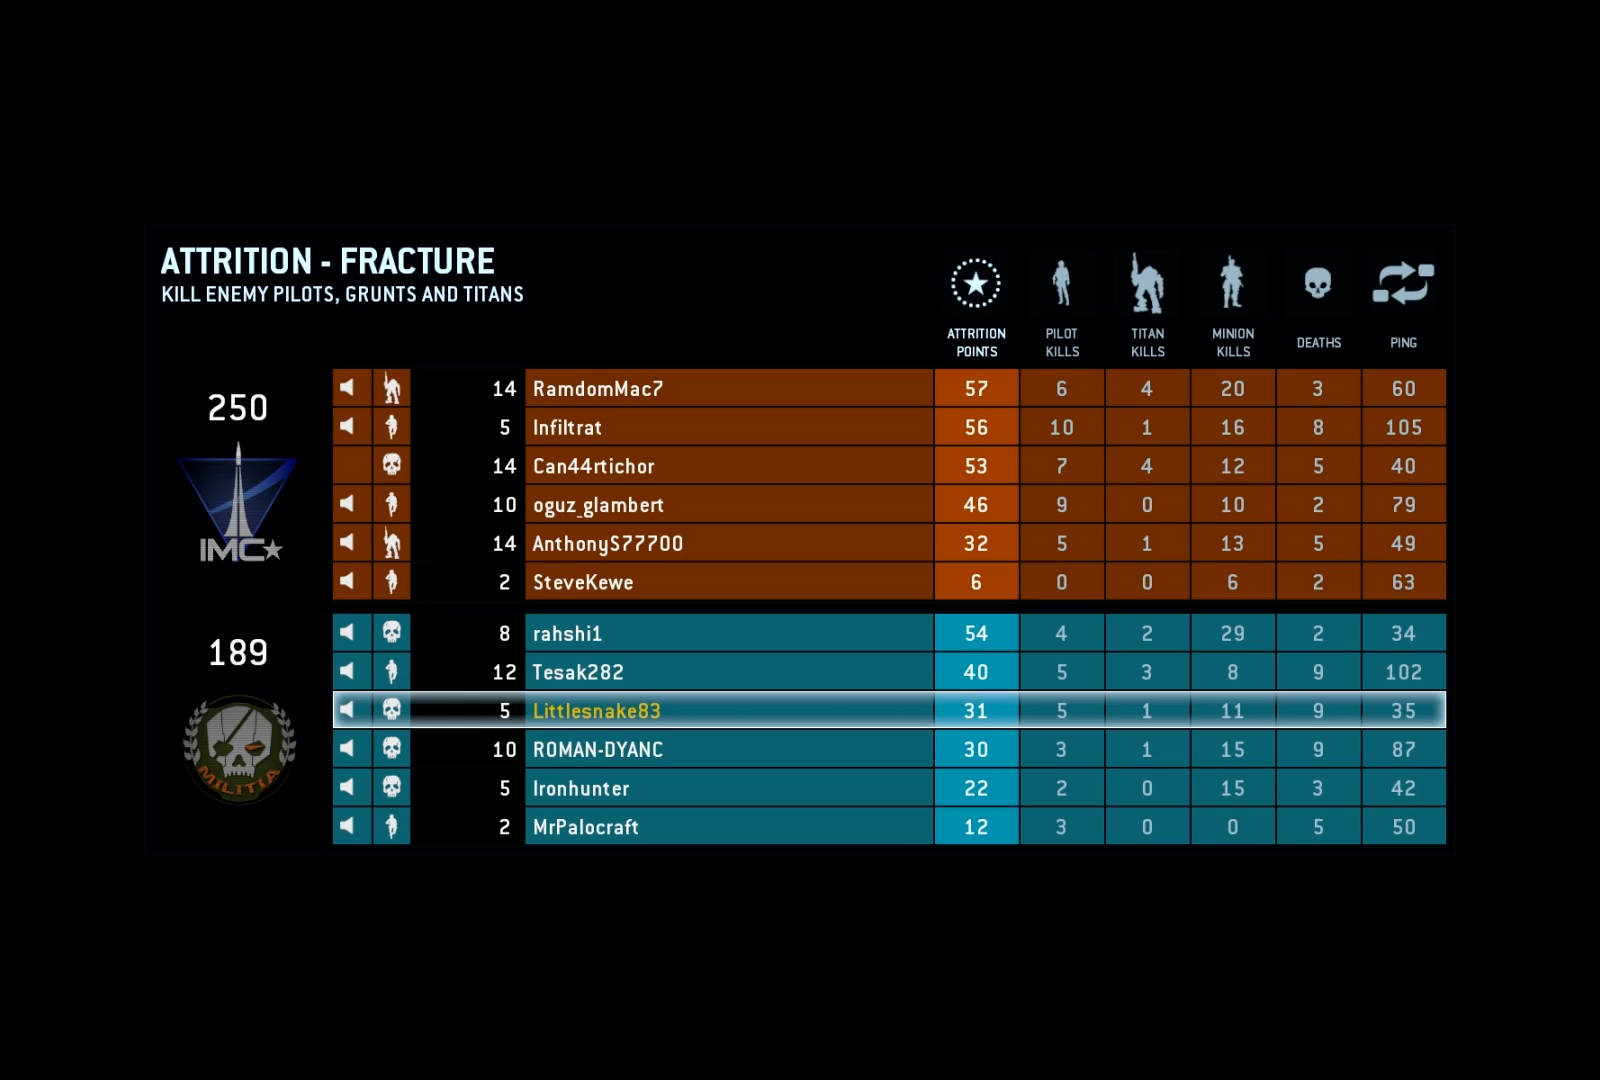 ATTRITION - FRACTURE
KILL ENEMY PILOTS, GRUNTS AND TITANS
ATTRITION POINTS PILOT KILLS TITAN KILLS MINION KILLS DEATHS PING
250
IMC
14 RamdomMac7 57 6 4 20 3 60
5 Infiltrat 56 10 1 16 8 105
14 Can44rtichor 53 7 4 12 5 40
10 oguz_glambert 46 9 0 10 2 79
14 AnthonyS77700 32 5 1 13 5 49
2 SteveKewe 6 0 0 6 2 63
189
MILITIA
8 rahshi1 54 4 2 29 2 34
12 Tesak282 40 5 3 8 9 102
5 Littlesnake83 31 5 1 11 9 35
10 ROMAN-DYANC 30 3 1 15 9 87
5 Ironhunter 22 2 0 15 3 42
2 MrPalocraft 12 3 0 0 5 50